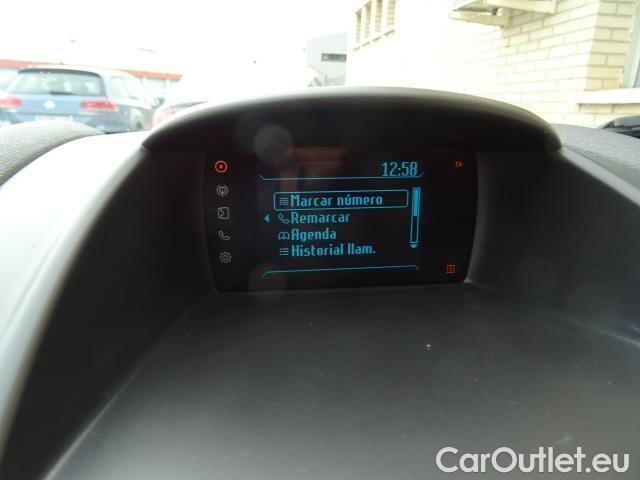 12:58
TA
Marcar número
Remarcar
Agenda
Historial llam.
CarOutlet.eu